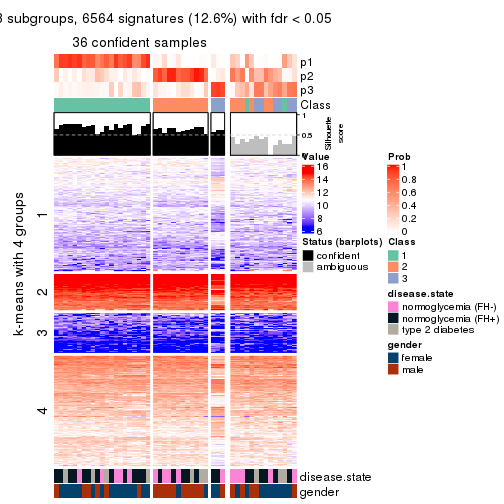 3 subgroups, 6564 signatures (12.6%) with fdr < 0.05
36 confident samples
p1
p2
p3
Class
1
0.5
0
Silhouette
score
k-means with 4 groups
1
2
3
4
disease.state
gender
Value
16
14
12
10
8
6
Status (barplots)
confident
ambiguous
Prob
1
0.8
0.6
0.4
0.2
0
Class
1
2
3
disease.state
normoglycemia (FH-)
normoglycemia (FH+)
type 2 diabetes
gender
female
male